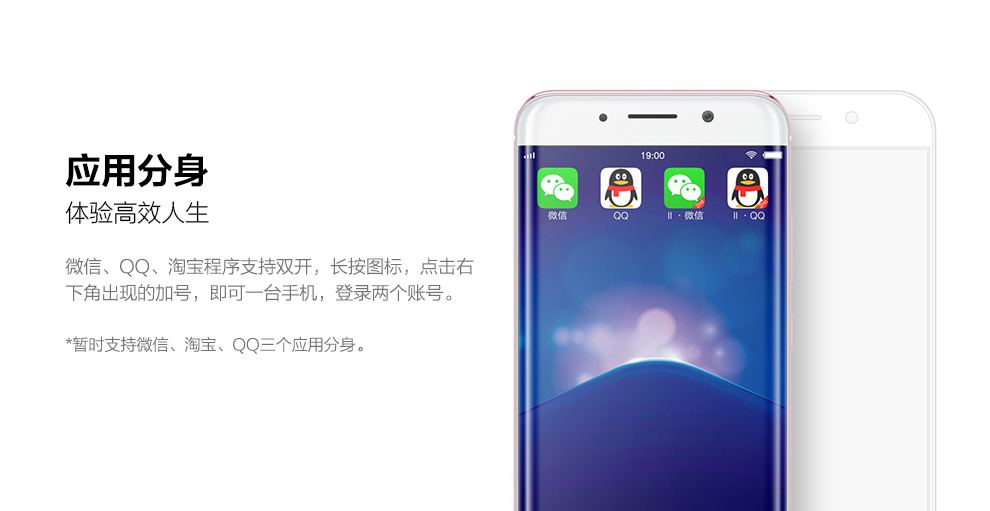 应用分身
体验高效人生
微信、QQ、淘宝程序支持双开，长按图标，点击右
下角出现的加号，即可一台手机，登录两个账号。
*暂时支持微信、淘宝、QQ三个应用分身。
19:00
微信
QQ
II · 微信
II · QQ